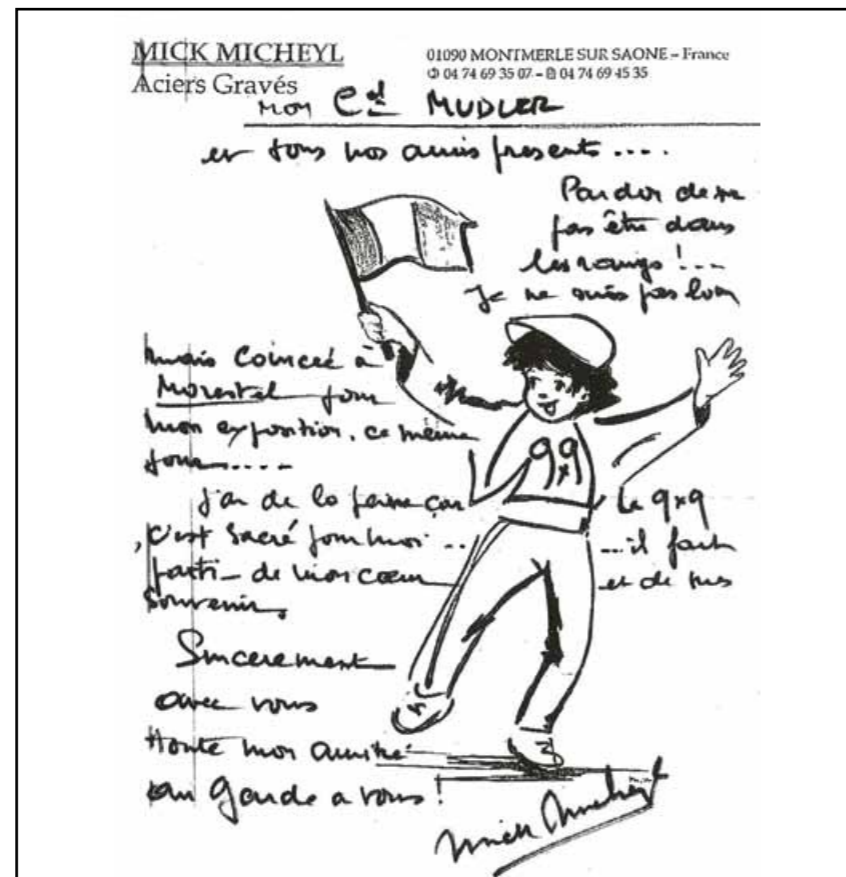 MICK MICHEYL
Aciers Gravés
01090 MONTMERLE SUR SAONE – France
04 74 69 35 07 – 04 74 69 45 35
Mon Cel MUDLER
et tous nos amis presents ....
Pardon de ne
pas être dans
les rangs ! ...
Je ne suis pas loin
mais coincée à
Morestel pour
mon exposition, ce même
jour ....
9x9
J'ai de la peine car Le 9x9
, c'est sacré pour moi ... ... il fait
parti de mon cœur et de mes
souvenirs.
Sincerement
avec vous
toute mon amitié
au garde a vous !
Mick Micheyl